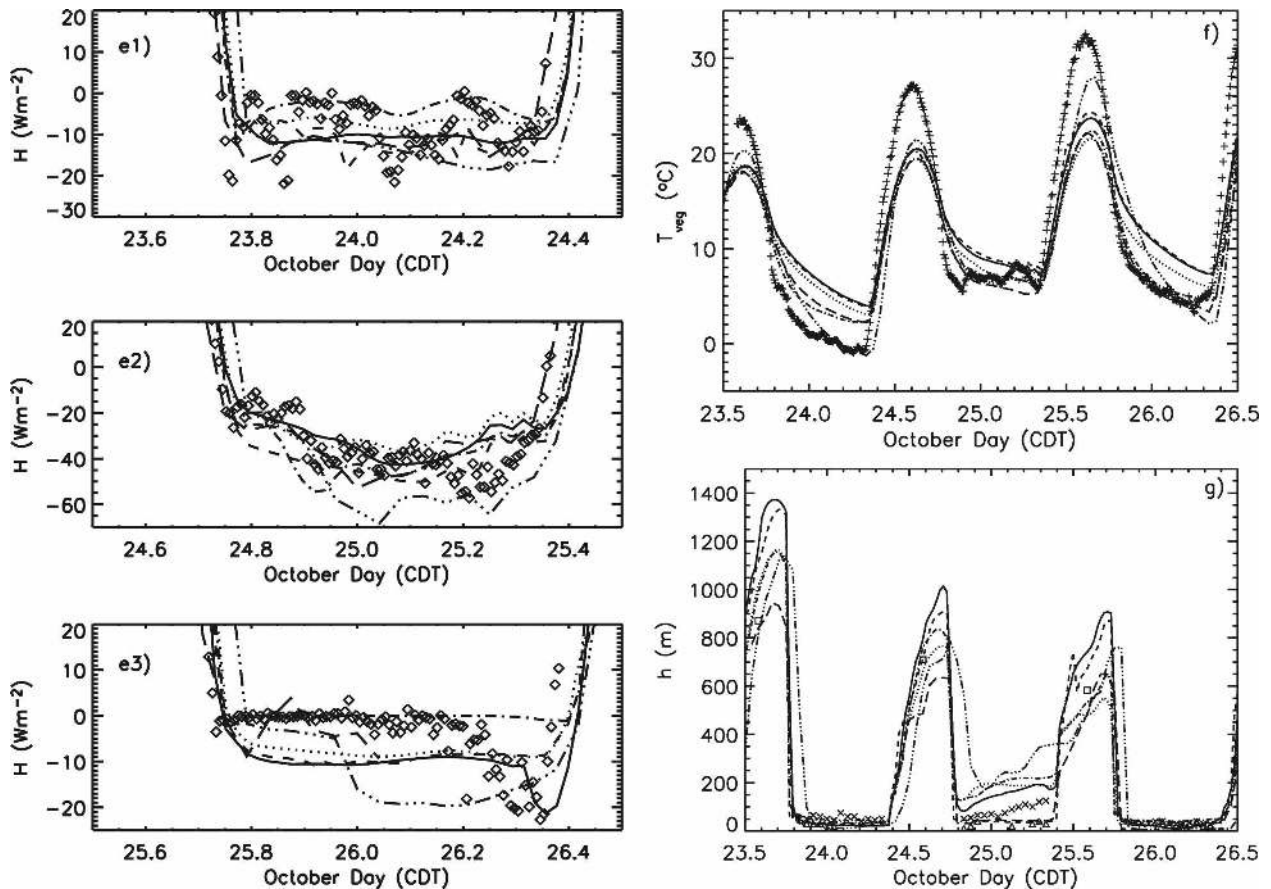 e1)
H (Wm-2)
20
10
0
-10
-20
-30
23.6 23.8 24.0 24.2 24.4
October Day (CDT)
e2)
H (Wm-2)
20
0
-20
-40
-60
24.6 24.8 25.0 25.2 25.4
October Day (CDT)
e3)
H (Wm-2)
20
10
0
-10
-20
25.6 25.8 26.0 26.2 26.4
October Day (CDT)
f)
Tveg (°C)
30
20
10
0
23.5 24.0 24.5 25.0 25.5 26.0 26.5
October Day (CDT)
g)
h (m)
1400
1200
1000
800
600
400
200
0
23.5 24.0 24.5 25.0 25.5 26.0 26.5
October Day (CDT)